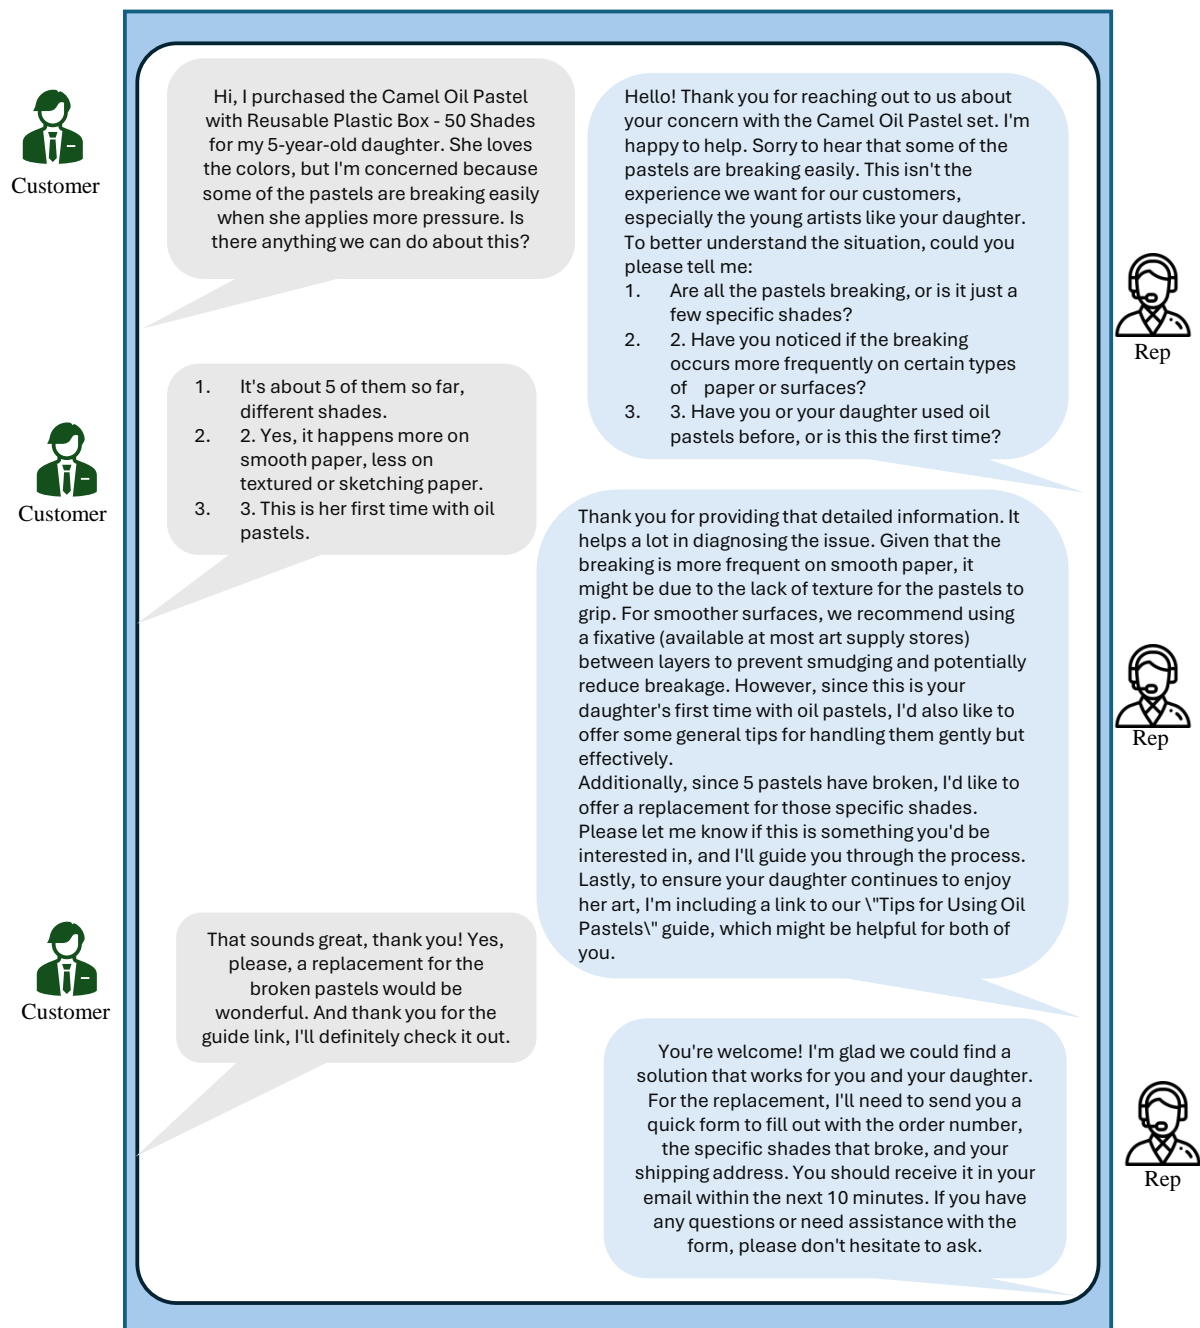 Customer
Hi, I purchased the Camel Oil Pastel
with Reusable Plastic Box - 50 Shades
for my 5-year-old daughter. She loves
the colors, but I'm concerned because
some of the pastels are breaking easily
when she applies more pressure. Is
there anything we can do about this?
Hello! Thank you for reaching out to us about
your concern with the Camel Oil Pastel set. I'm
happy to help. Sorry to hear that some of the
pastels are breaking easily. This isn't the
experience we want for our customers,
especially the young artists like your daughter.
To better understand the situation, could you
please tell me:
1. Are all the pastels breaking, or is it just a
few specific shades?
2. 2. Have you noticed if the breaking
occurs more frequently on certain types
of paper or surfaces?
3. 3. Have you or your daughter used oil
pastels before, or is this the first time?
Rep
Customer
1. It's about 5 of them so far,
different shades.
2. 2. Yes, it happens more on
smooth paper, less on
textured or sketching paper.
3. 3. This is her first time with oil
pastels.
Thank you for providing that detailed information. It
helps a lot in diagnosing the issue. Given that the
breaking is more frequent on smooth paper, it
might be due to the lack of texture for the pastels to
grip. For smoother surfaces, we recommend using
a fixative (available at most art supply stores)
between layers to prevent smudging and potentially
reduce breakage. However, since this is your
daughter's first time with oil pastels, I'd also like to
offer some general tips for handling them gently but
effectively.
Additionally, since 5 pastels have broken, I'd like to
offer a replacement for those specific shades.
Please let me know if this is something you'd be
interested in, and I'll guide you through the process.
Lastly, to ensure your daughter continues to enjoy
her art, I'm including a link to our \"Tips for Using Oil
Pastels\" guide, which might be helpful for both of
you.
Rep
Customer
That sounds great, thank you! Yes,
please, a replacement for the
broken pastels would be
wonderful. And thank you for the
guide link, I'll definitely check it out.
You're welcome! I'm glad we could find a
solution that works for you and your daughter.
For the replacement, I'll need to send you a
quick form to fill out with the order number,
the specific shades that broke, and your
shipping address. You should receive it in your
email within the next 10 minutes. If you have
any questions or need assistance with the
form, please don't hesitate to ask.
Rep